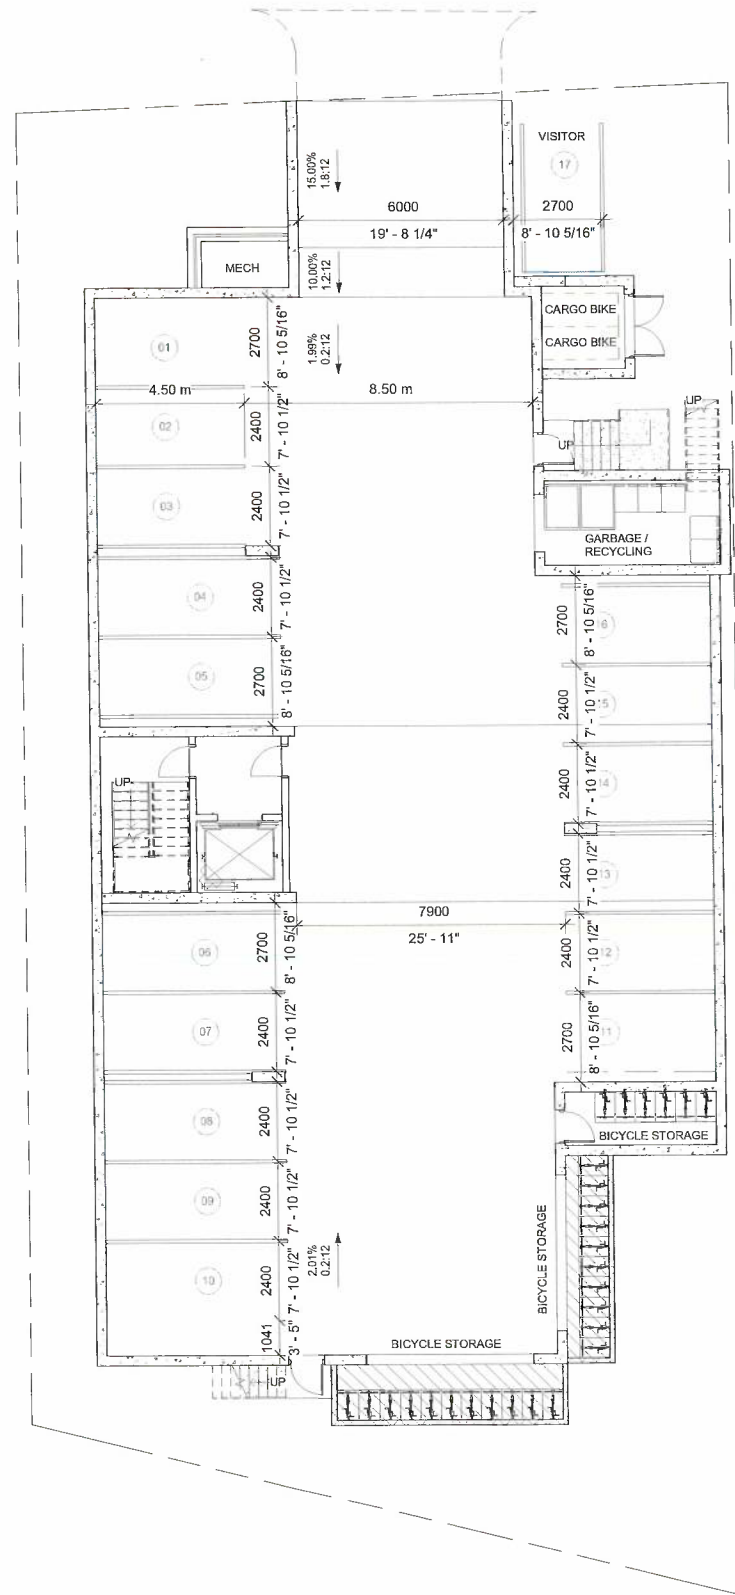 VISITOR
17
15.00%
1.8:12
6000
19' - 8 1/4"
2700
8' - 10 5/16"
MECH
10.00%
1.2:12
CARGO BIKE
CARGO BIKE
01
2700
8' - 10 5/16"
1.99%
0.2:12
4.50 m
8.50 m
02
2400
7' - 10 1/2"
UP
UP
03
2400
7' - 10 1/2"
GARBAGE /
RECYCLING
04
2400
7' - 10 1/2"
2700
8' - 10 5/16"
16
05
2700
8' - 10 5/16"
2400
7' - 10 1/2"
15
UP
2400
7' - 10 1/2"
14
2400
7' - 10 1/2"
13
7900
25' - 11"
06
2700
8' - 10 5/16"
2400
7' - 10 1/2"
12
07
2400
7' - 10 1/2"
2700
8' - 10 5/16"
11
08
2400
7' - 10 1/2"
BICYCLE STORAGE
09
2400
7' - 10 1/2"
2.01%
0.2:12
BICYCLE STORAGE
10
2400
7' - 10 1/2"
1041
3' - 5"
BICYCLE STORAGE
UP